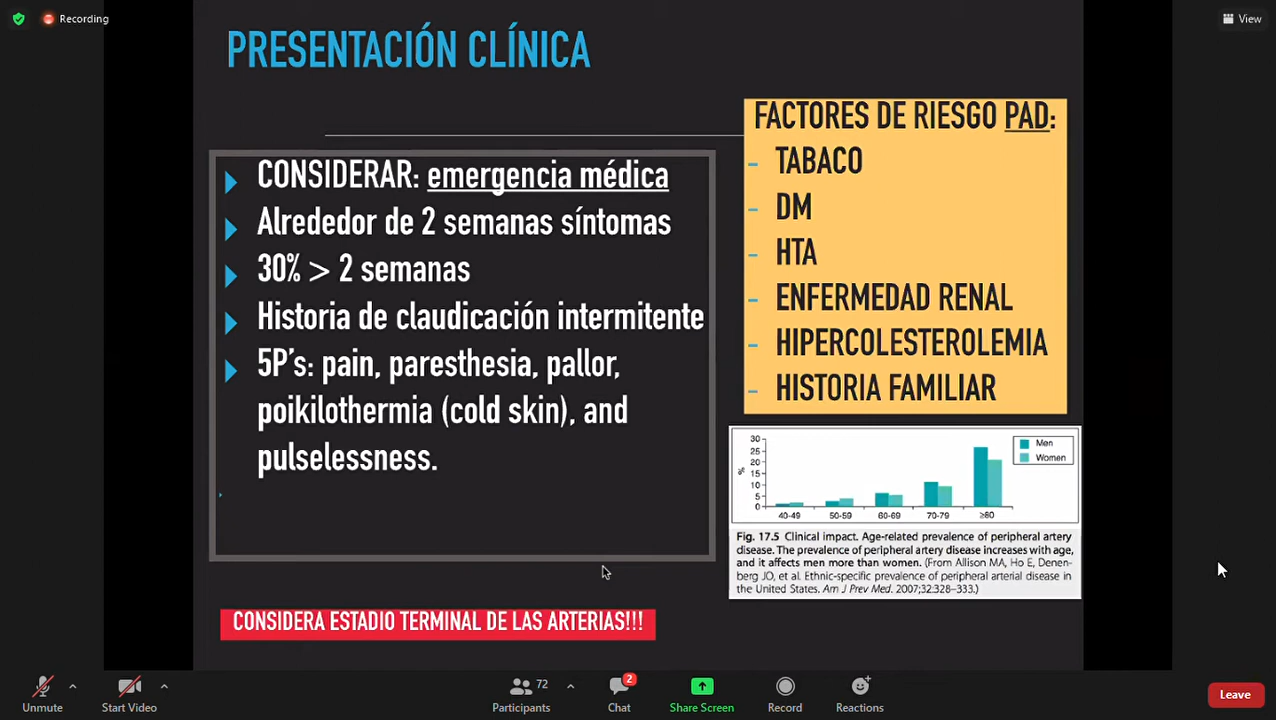 Recording
View
PRESENTACIÓN CLÍNICA
CONSIDERAR: emergencia médica
Alrededor de 2 semanas síntomas
30% > 2 semanas
Historia de claudicación intermitente
5P's: pain, paresthesia, pallor,
poikilothermia (cold skin), and
pulselessness.
CONSIDERA ESTADIO TERMINAL DE LAS ARTERIAS!!!
FACTORES DE RIESGO PAD:
- TABACO
- DM
- HTA
- ENFERMEDAD RENAL
- HIPERCOLESTEROLEMIA
- HISTORIA FAMILIAR
30
25
20
15
10
5
0
%
Men
Women
40-49 50-59 60-69 70-79 ≥80
Fig. 17.5 Clinical impact. Age-related prevalence of peripheral artery
disease. The prevalence of peripheral artery disease increases with age,
and it affects men more than women. (From Allison MA, Ho E, Denen-
berg JO, et al. Ethnic-specific prevalence of peripheral arterial disease in
the United States. Am J Prev Med. 2007;32:328–333.)
Unmute
Start Video
72
Participants
2
Chat
Share Screen
Record
Reactions
Leave